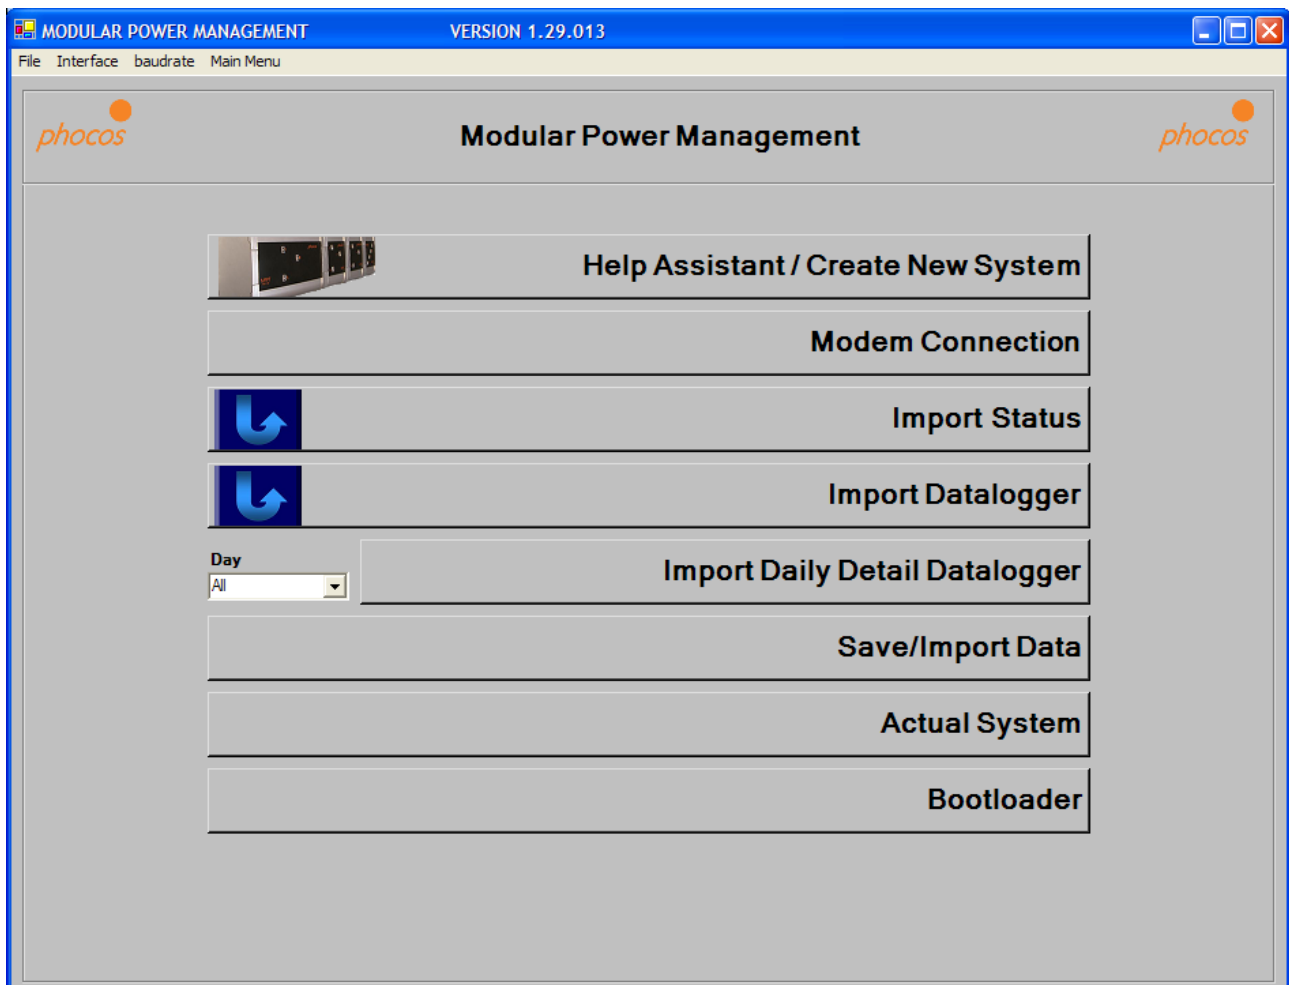 MODULAR POWER MANAGEMENT VERSION 1.29.013
File Interface baudrate Main Menu
phocos Modular Power Management phocos
Help Assistant / Create New System
Modem Connection
Import Status
Import Datalogger
Day
All
Import Daily Detail Datalogger
Save/Import Data
Actual System
Bootloader